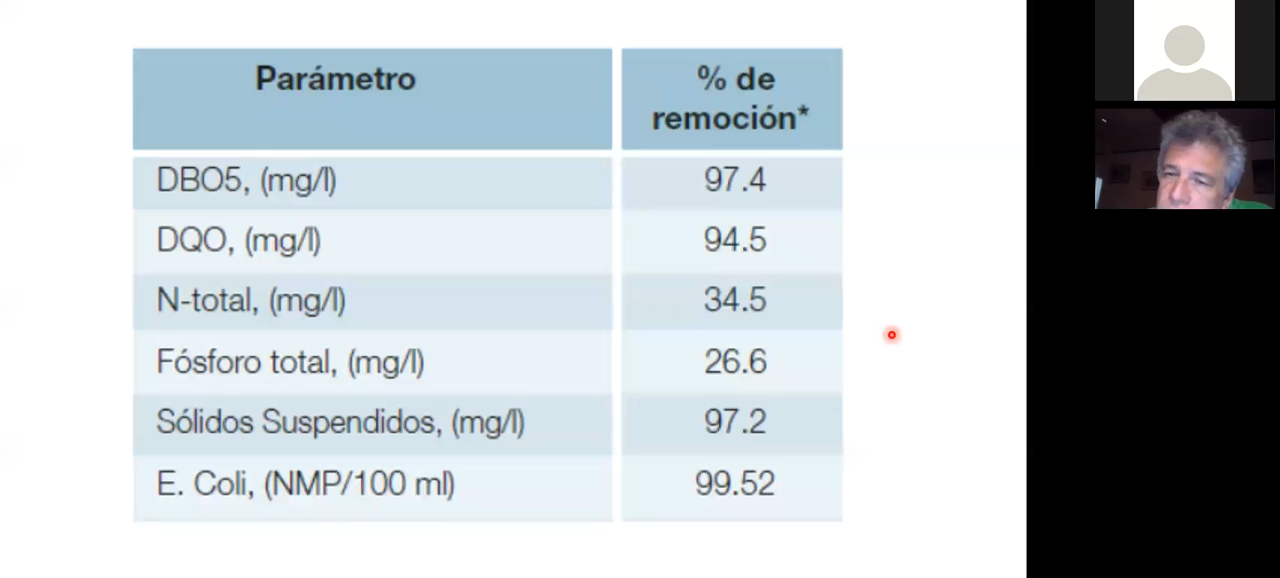 Parámetro
% de
remoción*
DBO5, (mg/l)
97.4
DQO, (mg/l)
94.5
N-total, (mg/l)
34.5
Fósforo total, (mg/l)
26.6
Sólidos Suspendidos, (mg/l)
97.2
E. Coli, (NMP/100 ml)
99.52